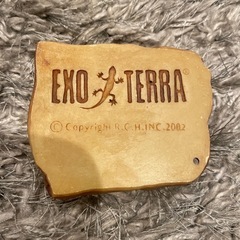 EXO TERRA®
© Copyright R.C.H. INC. 2002